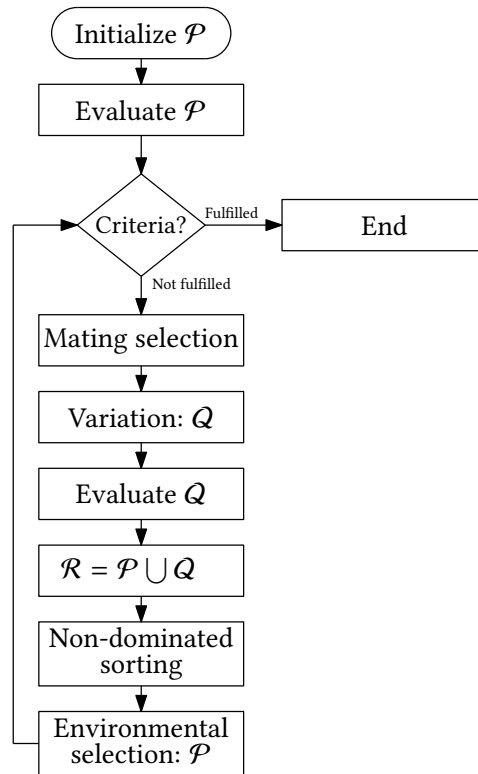 Initialize 𝒫
Evaluate 𝒫
Criteria?
Fulfilled
End
Not fulfilled
Mating selection
Variation: 𝒬
Evaluate 𝒬
ℛ = 𝒫 ⋃ 𝒬
Non-dominated
sorting
Environmental
selection: 𝒫